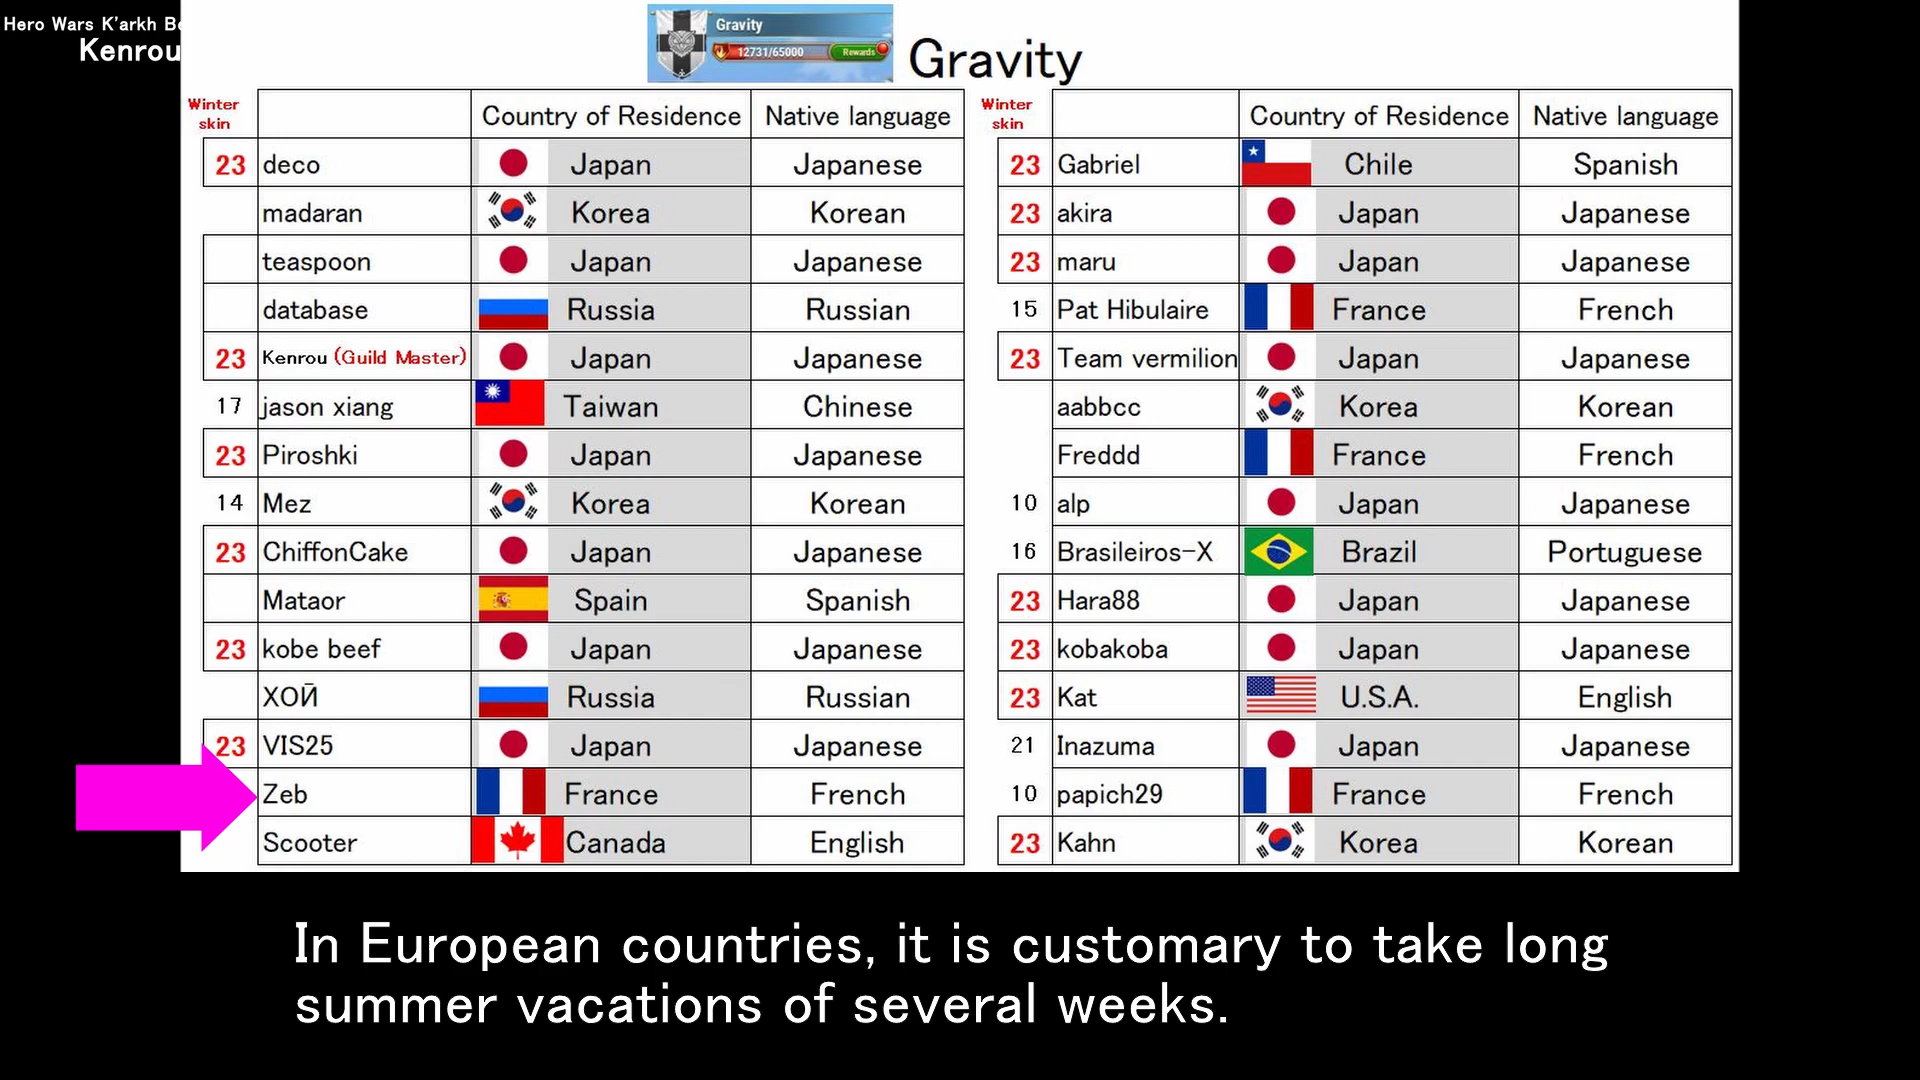 Hero Wars K'arkh Be
Kenrou
Gravity
12731/65000
Rewards
Gravity
Winter skin Country of Residence Native language
23 deco Japan Japanese
madaran Korea Korean
teaspoon Japan Japanese
database Russia Russian
23 Kenrou (Guild Master) Japan Japanese
17 jason xiang Taiwan Chinese
23 Piroshki Japan Japanese
14 Mez Korea Korean
23 ChiffonCake Japan Japanese
Mataor Spain Spanish
23 kobe beef Japan Japanese
ХОЙ Russia Russian
23 VIS25 Japan Japanese
Zeb France French
Scooter Canada English
Winter skin Country of Residence Native language
23 Gabriel Chile Spanish
23 akira Japan Japanese
23 maru Japan Japanese
15 Pat Hibulaire France French
23 Team vermilion Japan Japanese
aabbcc Korea Korean
Freddd France French
10 alp Japan Japanese
16 Brasileiros-X Brazil Portuguese
23 Hara88 Japan Japanese
23 kobakoba Japan Japanese
23 Kat U.S.A. English
21 Inazuma Japan Japanese
10 papich29 France French
23 Kahn Korea Korean
In European countries, it is customary to take long
summer vacations of several weeks.